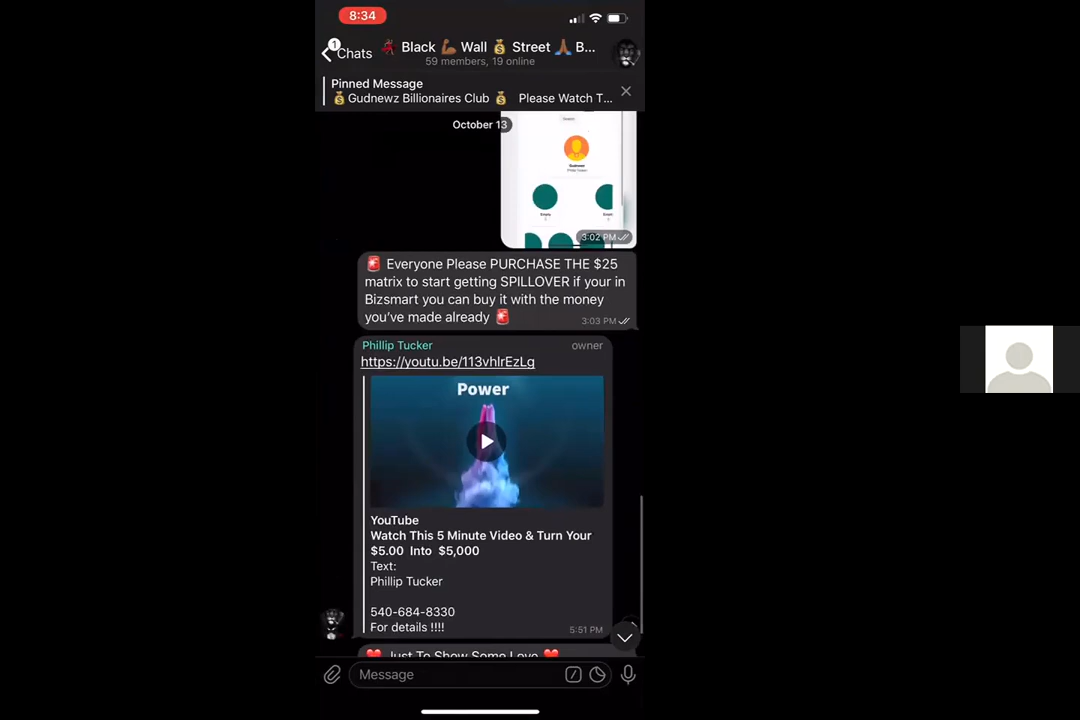 8:34
1
Chats
Black Wall Street B...
59 members, 19 online
Pinned Message
Gudnewz Billionaires Club Please Watch T...
October 13
3:02 PM
🚨 Everyone Please PURCHASE THE $25
matrix to start getting SPILLOVER if your in
Bizsmart you can buy it with the money
you've made already 🚨
3:03 PM
Phillip Tucker owner
https://youtu.be/113vhlrEzLg
Power
YouTube
Watch This 5 Minute Video & Turn Your
$5.00 Into $5,000
Text:
Phillip Tucker
540-684-8330
For details !!!!
5:51 PM
❤️ Just To Show Some Love ❤️
Message